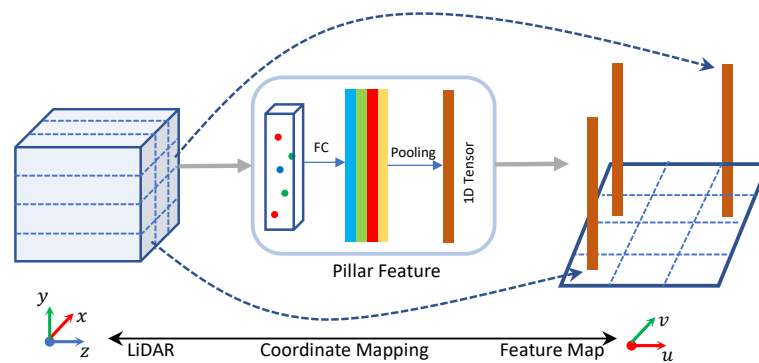 FC
Pooling
1D Tensor
Pillar Feature
y
x
z
LiDAR
Coordinate Mapping
Feature Map
v
u